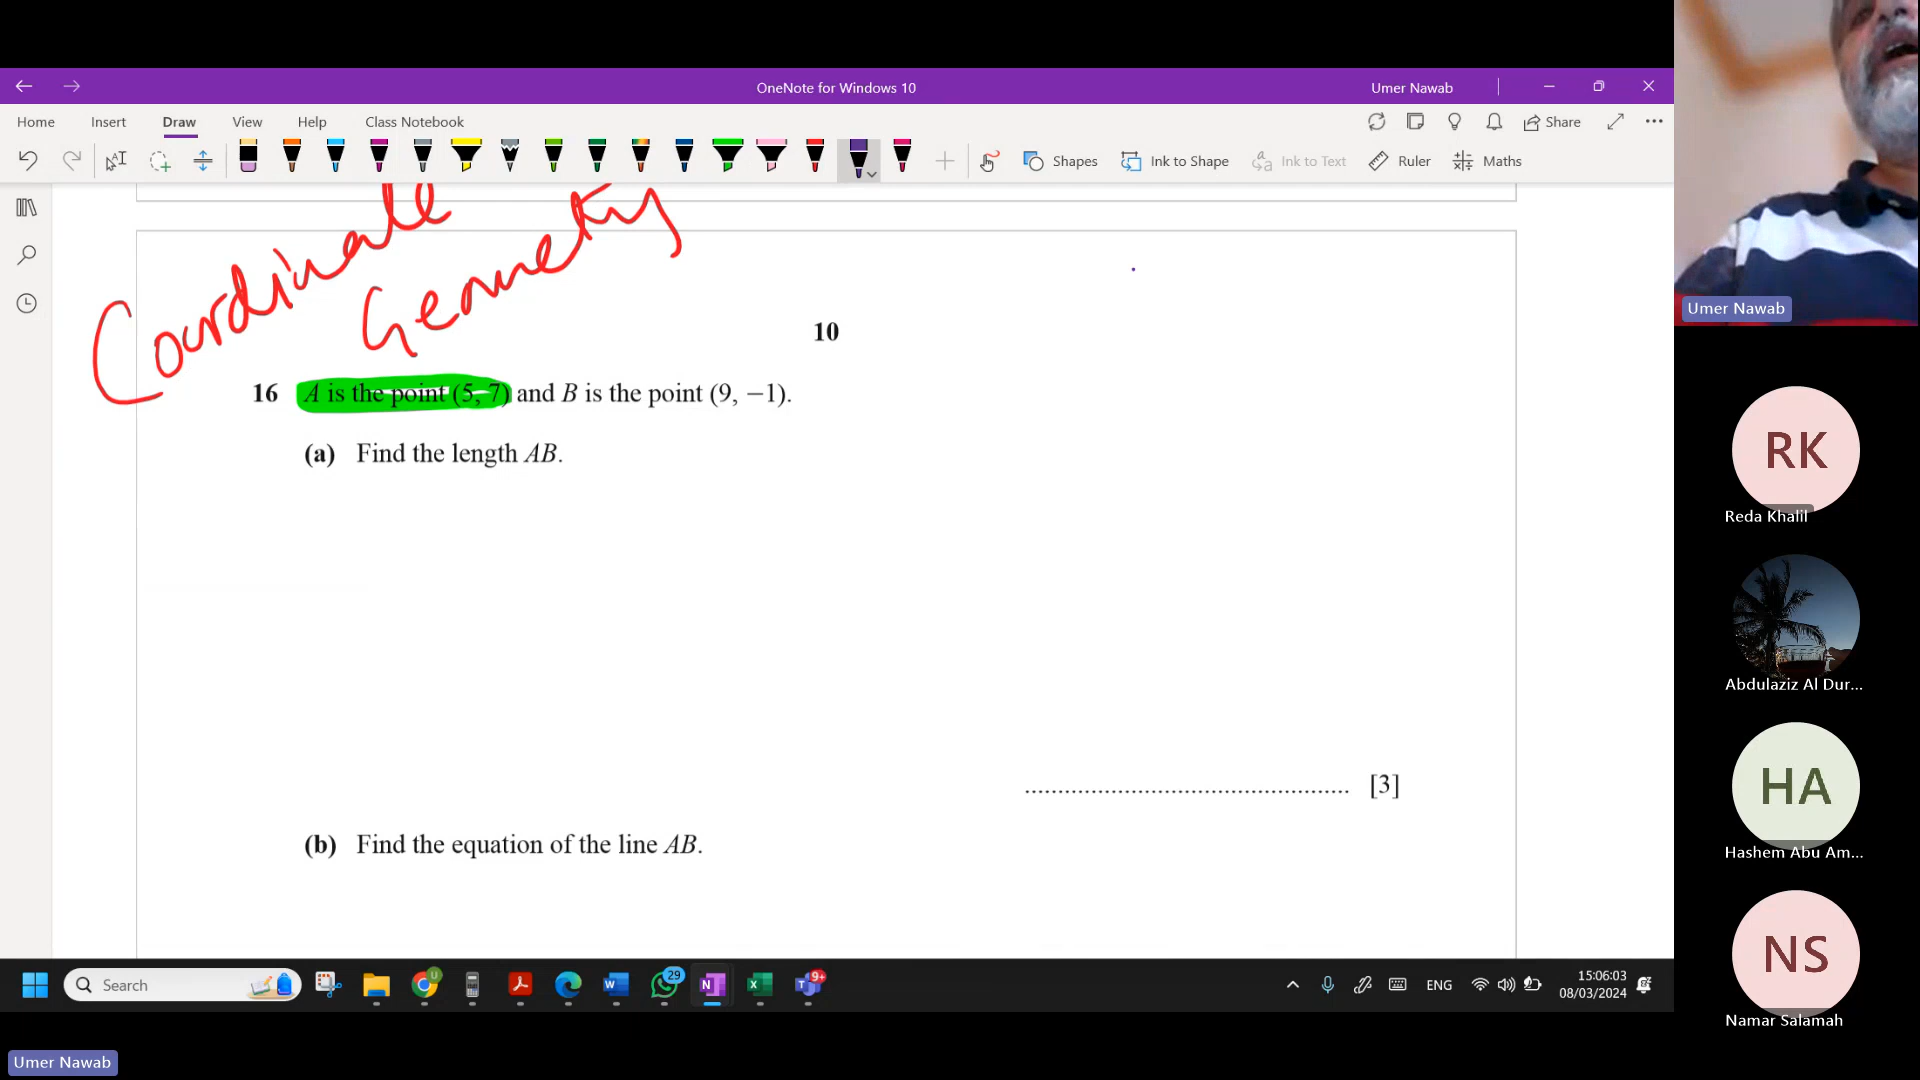 OneNote for Windows 10
Umer Nawab
Home Insert Draw View Help Class Notebook
Share
Shapes Ink to Shape Ink to Text Ruler Maths
Coordinate
Geometry
10
16 A is the point (5, 7) and B is the point (9, −1).
(a) Find the length AB.
................................................ [3]
(b) Find the equation of the line AB.
Umer Nawab
RK
Reda Khalil
Abdulaziz Al Dur...
HA
Hashem Abu Am...
NS
Namar Salamah
Search
29
9+
ENG
15:06:03
08/03/2024
Umer Nawab